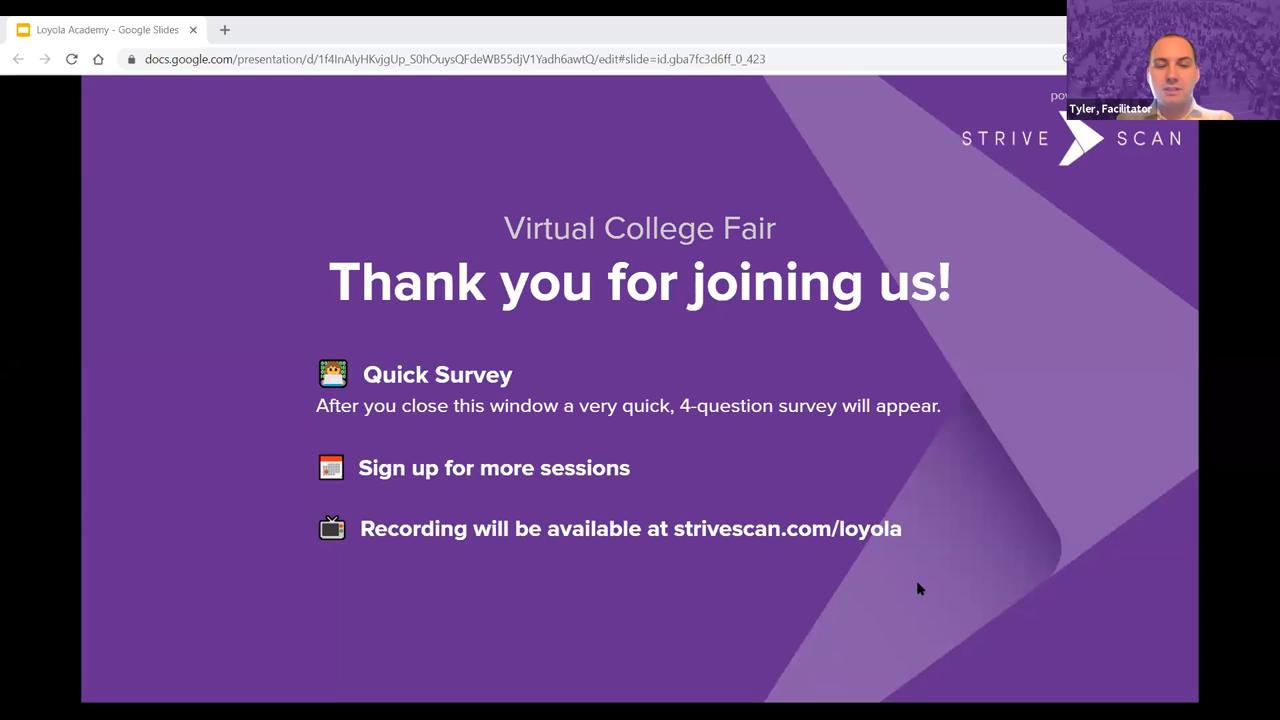 Loyola Academy - Google Slides
docs.google.com/presentation/d/1f4InAIyHKvjgUp_S0hOuysQFdeWB55djV1Yadh6awtQ/edit#slide=id.gba7fc3d6ff_0_423
Tyler, Facilitator
STRIVE SCAN
Virtual College Fair
Thank you for joining us!
Quick Survey
After you close this window a very quick, 4-question survey will appear.
Sign up for more sessions
Recording will be available at strivescan.com/loyola